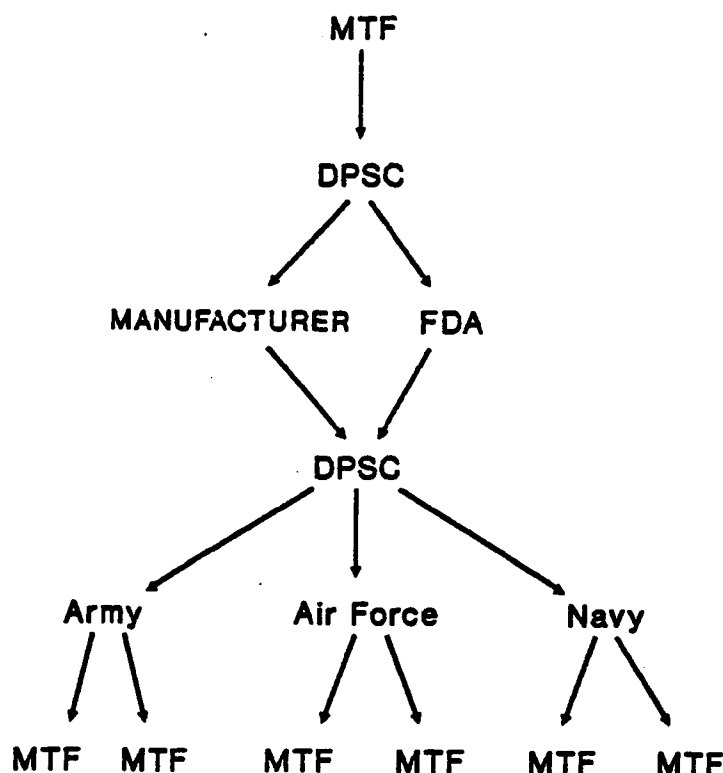 MTF
DPSC
MANUFACTURER FDA
DPSC
Army Air Force Navy
MTF MTF MTF MTF MTF MTF